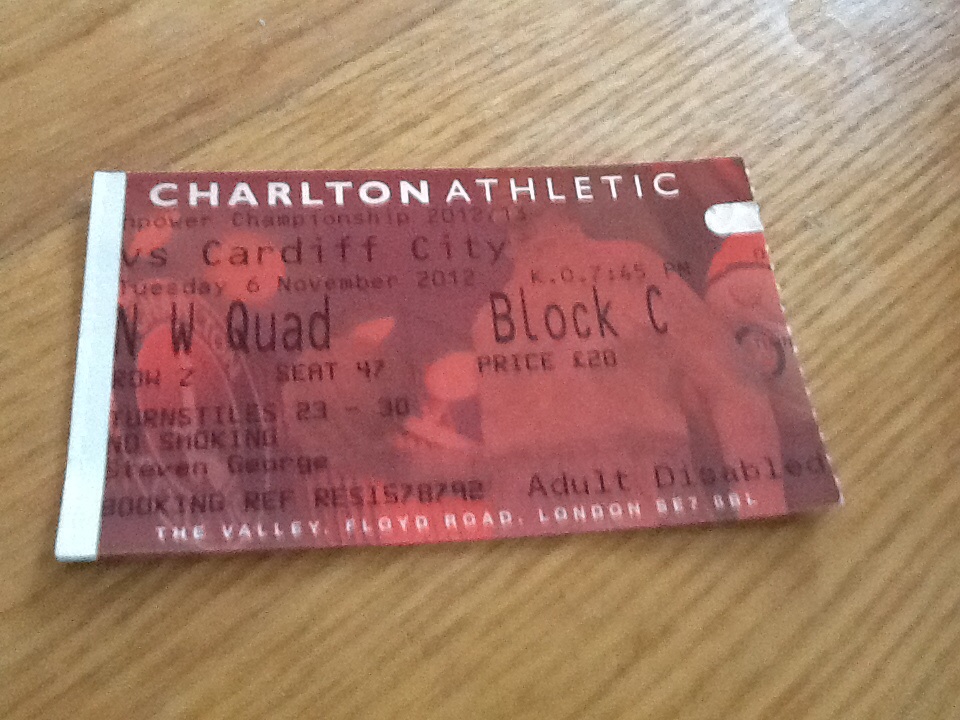 CHARLTON ATHLETIC
npower Championship 2012/13
vs Cardiff City
Tuesday 6 November 2012 K.O.7:45 PM
N W Quad Block C
ROW Z SEAT 47 PRICE £20
TURNSTILES 23 - 30
NO SMOKING
Steven George
BOOKING REF RES1578792 Adult Disabled
THE VALLEY, FLOYD ROAD, LONDON SE7 8BL